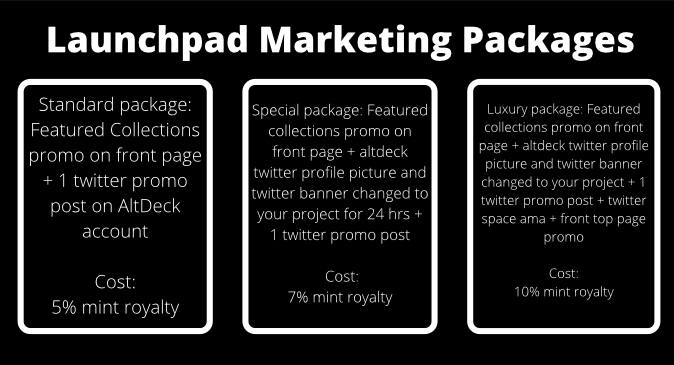 Launchpad Marketing Packages
Standard package:
Featured Collections
promo on front page
+ 1 twitter promo
post on AltDeck
account
Cost:
5% mint royalty
Special package: Featured
collections promo on
front page + altdeck
twitter profile picture and
twitter banner changed to
your project for 24 hrs +
1 twitter promo post
Cost:
7% mint royalty
Luxury package: Featured
collections promo on front
page + altdeck twitter profile
picture and twitter banner
changed to your project + 1
twitter promo post + twitter
space ama + front top page
promo
Cost:
10% mint royalty